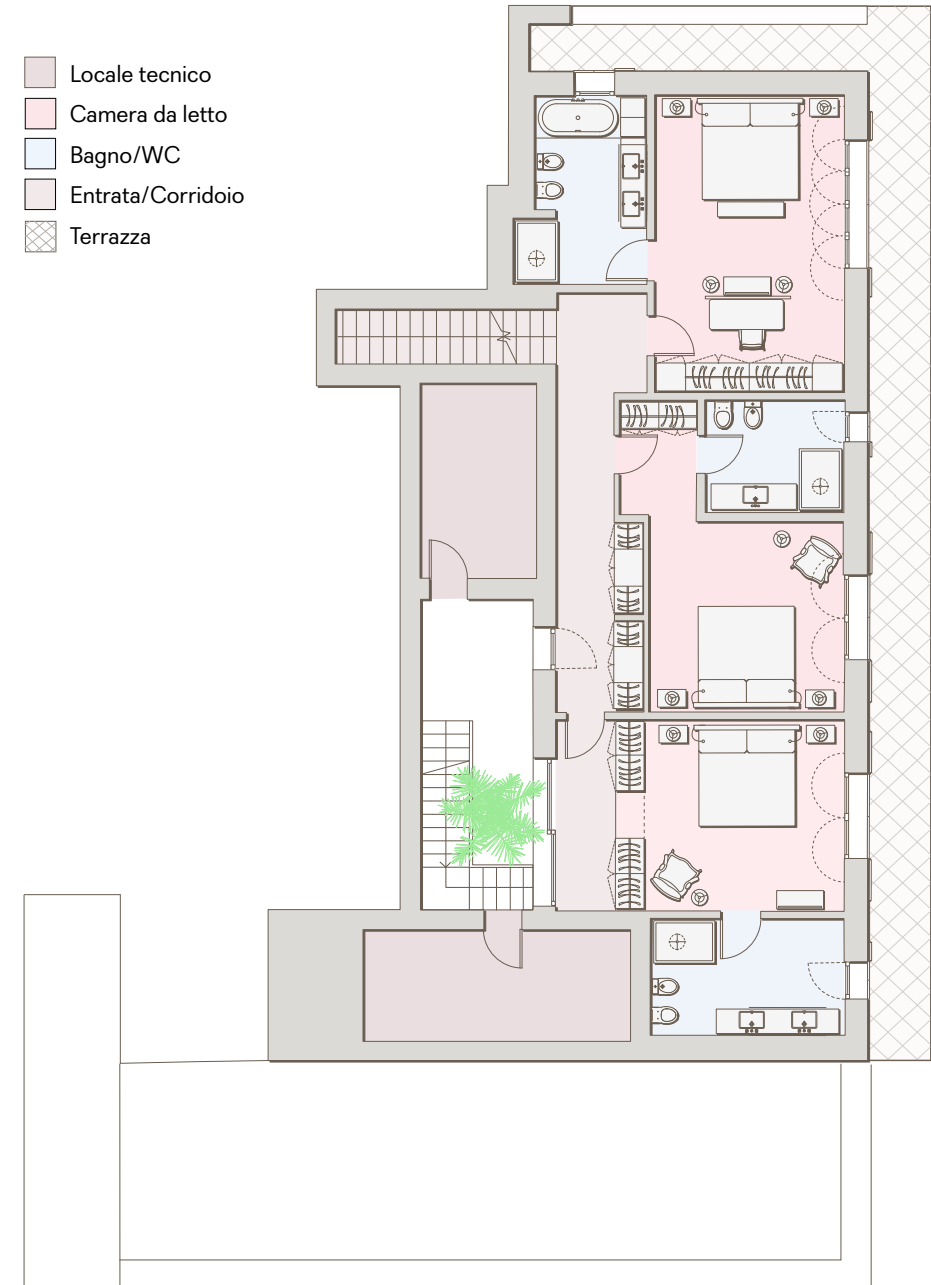 Locale tecnico
Camera da letto
Bagno/WC
Entrata/Corridoio
Terrazza